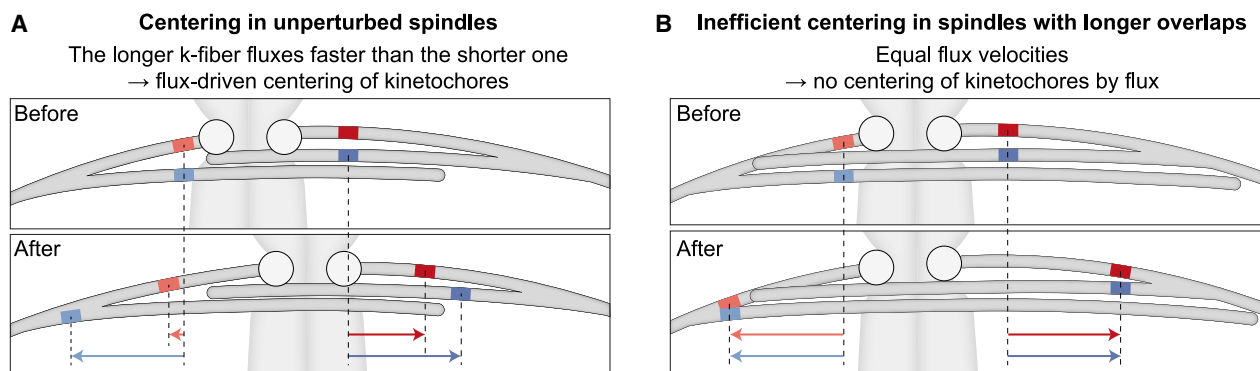 A Centering in unperturbed spindles
The longer k-fiber fluxes faster than the shorter one
→ flux-driven centering of kinetochores
Before
After
B Inefficient centering in spindles with longer overlaps
Equal flux velocities
→ no centering of kinetochores by flux
Before
After